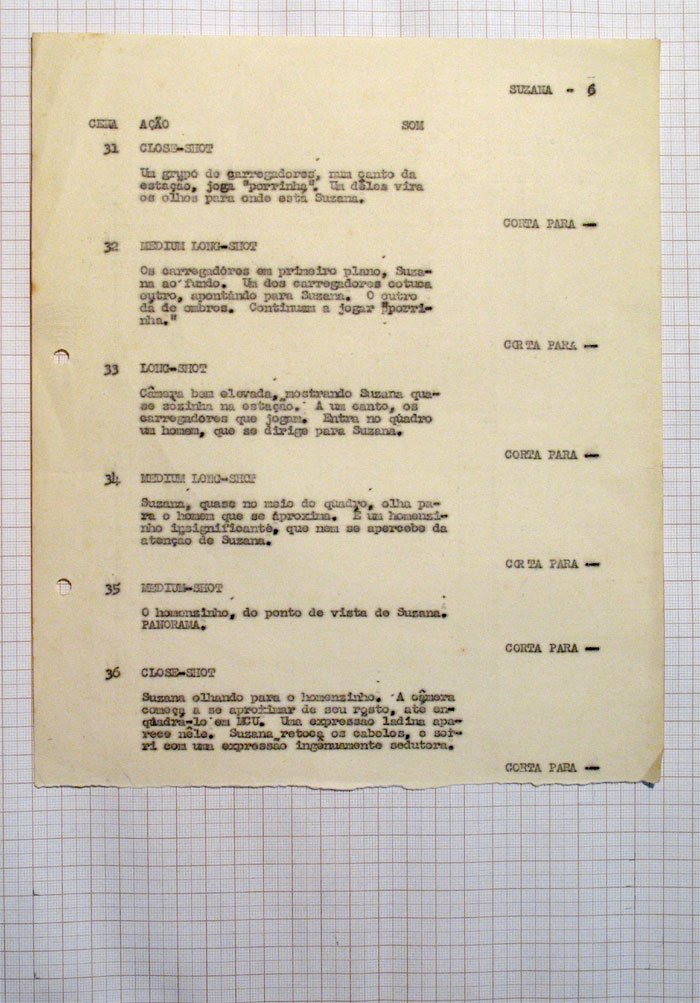 SUZANA - 6
CENA AÇÃO SOM
31 CLOSE-SHOT
Um grupo de carregadores, num canto da
estação, joga "porrinha". Um dêles vira
os olhos para onde está Suzana.
CORTA PARA —
32 MEDIUM LONG-SHOT
Os carregadores em primeiro plano, Suza-
na ao fundo. Um dos carregadores cotuca
outro, apontando para Suzana. O outro
dá de ombros. Continuam a jogar "porri-
nha."
CORTA PARA —
33 LONG-SHOT
Câmera bem elevada, mostrando Suzana qua-
se sozinha na estação. A um canto, os
carregadores que jogam. Entra no quadro
um homem, que se dirige para Suzana.
CORTA PARA —
34 MEDIUM LONG-SHOT
Suzana, quase no meio do quadro, olha pa-
ra o homem que se aproxima. É um homenzi-
nho insignificante, que nem se apercebe da
atenção de Suzana.
CORTA PARA —
35 MEDIUM-SHOT
O homenzinho, do ponto de vista de Suzana.
PANORAMA.
CORTA PARA —
36 CLOSE-SHOT
Suzana olhando para o homenzinho. A câmera
começa a se aproximar de seu rosto, até en-
quadrá-lo em MCU. Uma expressão ladina apa-
rece nêle. Suzana retoca os cabelos, e sor-
ri com uma expressão ingênuamente sedutora.
CORTA PARA —